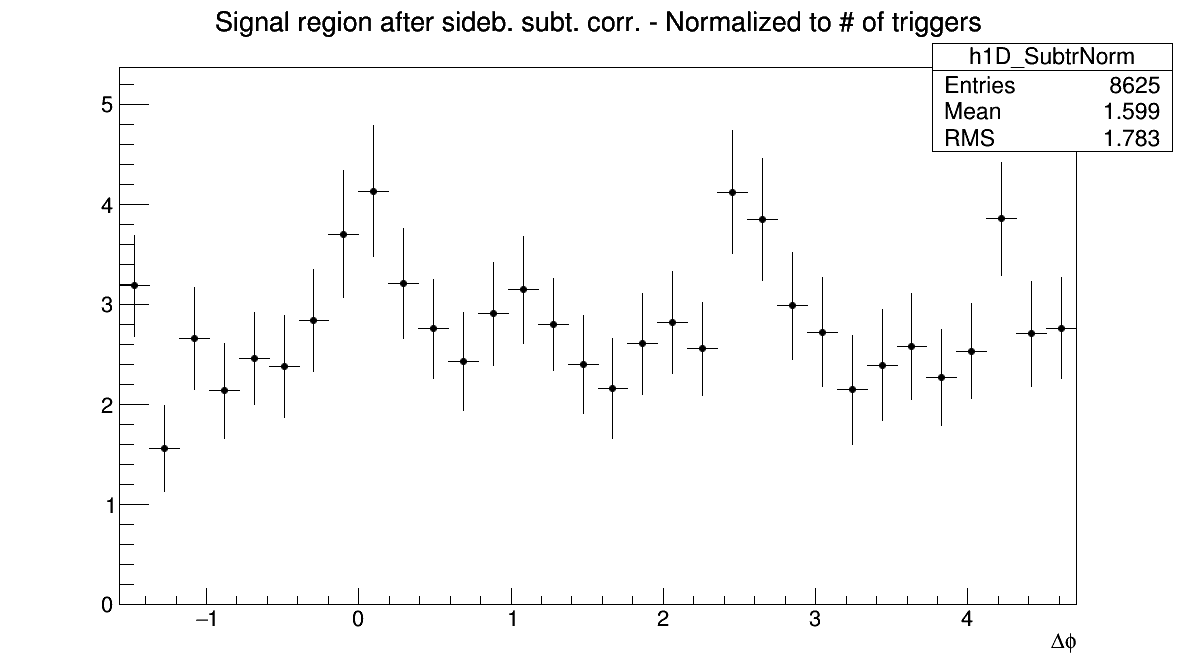 Signal region after sideb. subt. corr. - Normalized to # of triggers
h1D_SubtrNorm
Entries 8625
Mean 1.599
RMS 1.783
5
4
3
2
1
0
−1 0 1 2 3 4
Δϕ